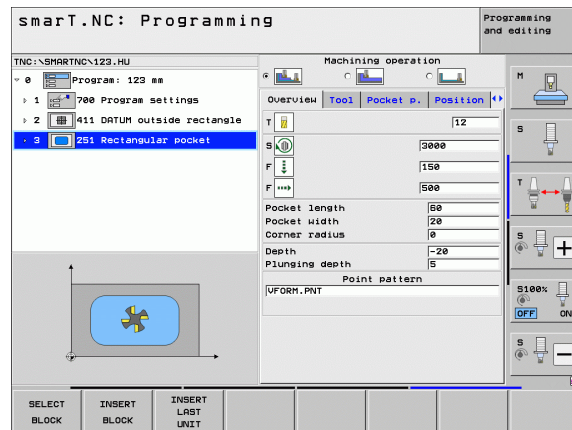 smarT.NC: Programming
Programming
and editing
TNC:\SMARTNC\123.HU
0 Program: 123 mm
1 700 Program settings
2 411 DATUM outside rectangle
3 251 Rectangular pocket
Machining operation
Overview Tool Pocket p. Position
T 12
S 3000
F 150
F 500
Pocket length 60
Pocket width 20
Corner radius 0
Depth -20
Plunging depth 5
Point pattern
VFORM.PNT
M
S
T
S
S100%
OFF ON
S
SELECT
BLOCK
INSERT
BLOCK
INSERT
LAST
UNIT